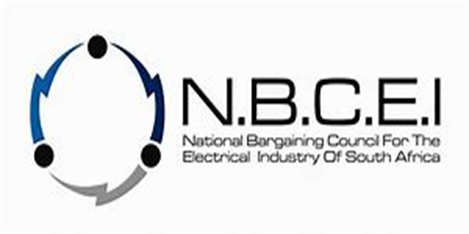 N.B.C.E.I
National Bargaining Council For The
Electrical Industry Of South Africa